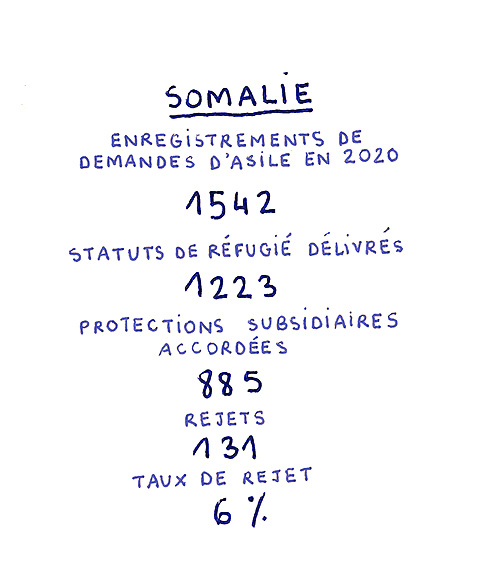 SOMALIE
ENREGISTREMENTS DE
DEMANDES D'ASILE EN 2020
1542
STATUTS DE RÉFUGIÉ DÉLIVRÉS
1223
PROTECTIONS SUBSIDIAIRES
ACCORDÉES
885
REJETS
131
TAUX DE REJET
6 %